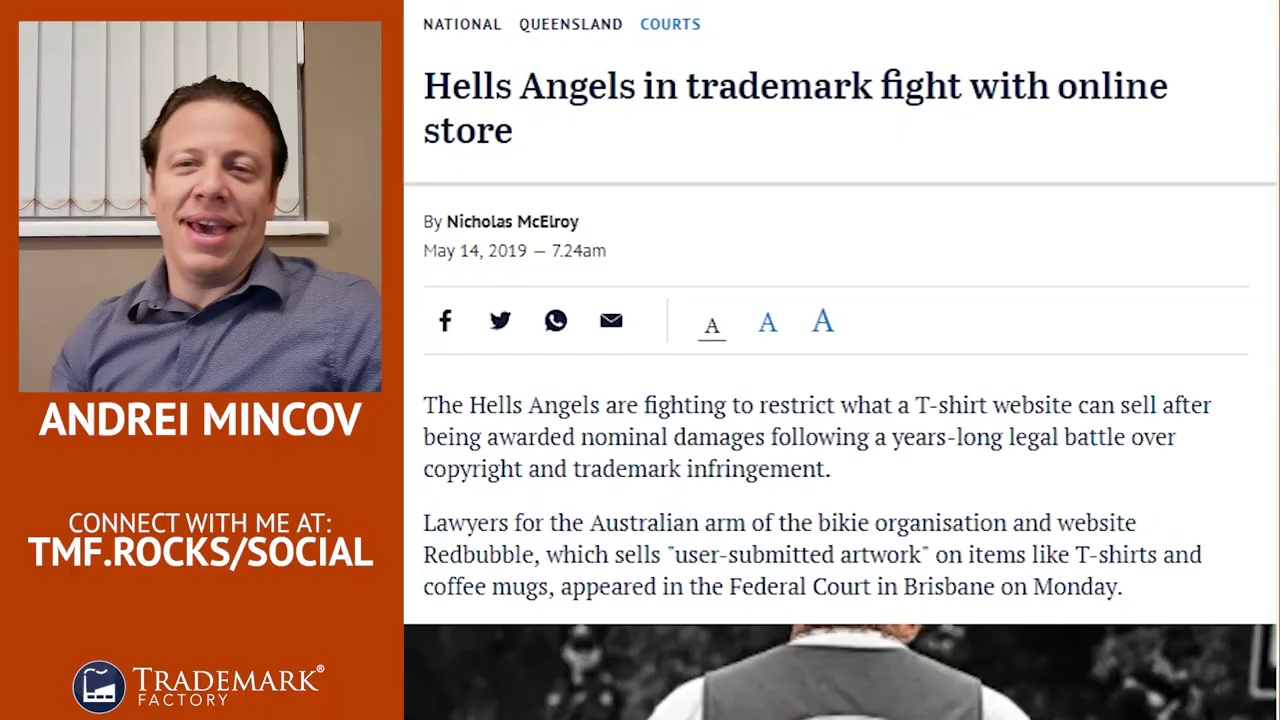 ANDREI MINCOV
CONNECT WITH ME AT:
TMF.ROCKS/SOCIAL
TRADEMARK®
FACTORY
NATIONAL QUEENSLAND COURTS
Hells Angels in trademark fight with online
store
By Nicholas McElroy
May 14, 2019 — 7.24am
A A A
The Hells Angels are fighting to restrict what a T-shirt website can sell after
being awarded nominal damages following a years-long legal battle over
copyright and trademark infringement.
Lawyers for the Australian arm of the bikie organisation and website
Redbubble, which sells "user-submitted artwork" on items like T-shirts and
coffee mugs, appeared in the Federal Court in Brisbane on Monday.